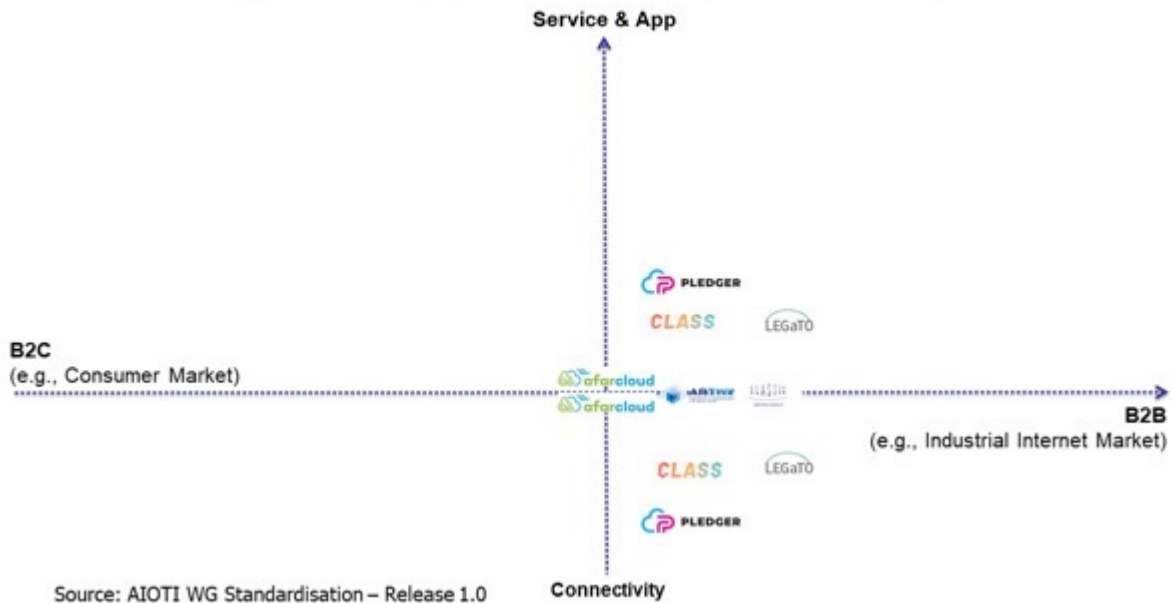 Service & App
PLEDGER
CLASS
LEGaTO
B2C
(e.g., Consumer Market)
afarcloud
afarcloud
B2B
(e.g., Industrial Internet Market)
CLASS
LEGaTO
PLEDGER
Connectivity
Source: AIOTI WG Standardisation – Release 1.0